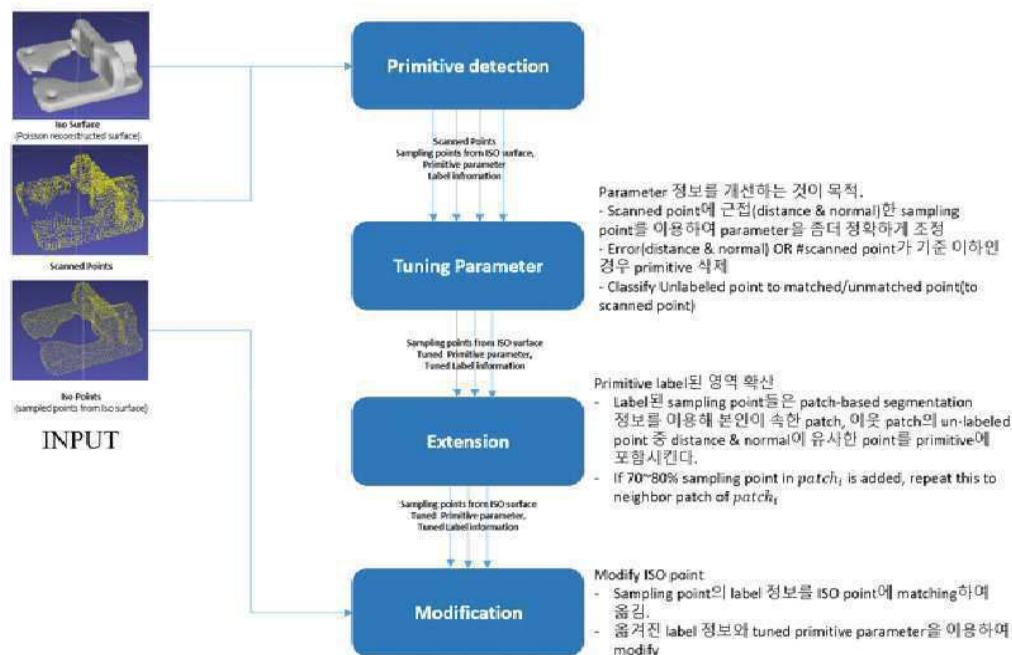 Iso Surface
(Poisson reconstructed surface)
Scanned Points
Iso Points
(sampled points from Iso surface)
INPUT
Primitive detection
Scanned Points
Sampling points from ISO surface,
Primitive parameter
Label infromation
Tuning Parameter
Parameter 정보를 개선하는 것이 목적.
- Scanned point에 근접(distance & normal)한 sampling
point를 이용하여 parameter을 좀더 정확하게 조정
- Error(distance & normal) OR #scanned point가 기준 이하인
경우 primitive 삭제
- Classify Unlabeled point to matched/unmatched point(to
scanned point)
Sampling points from ISO surface
Tuned Primitive parameter,
Tuned Label information
Extension
Primitive label된 영역 확산
- Label된 sampling point들은 patch-based segmentation
정보를 이용해 본인이 속한 patch, 이웃 patch의 un-labeled
point 중 distance & normal이 유사한 point를 primitive에
포함시킨다.
- If 70~80% sampling point in patch_i is added, repeat this to
neighbor patch of patch_i
Sampling points from ISO surface
Tuned Primitive parameter,
Tuned Label information
Modification
Modify ISO point
- Sampling point의 label 정보를 ISO point에 matching하여
옮김.
- 옮겨진 label 정보와 tuned primitive parameter을 이용하여
modify